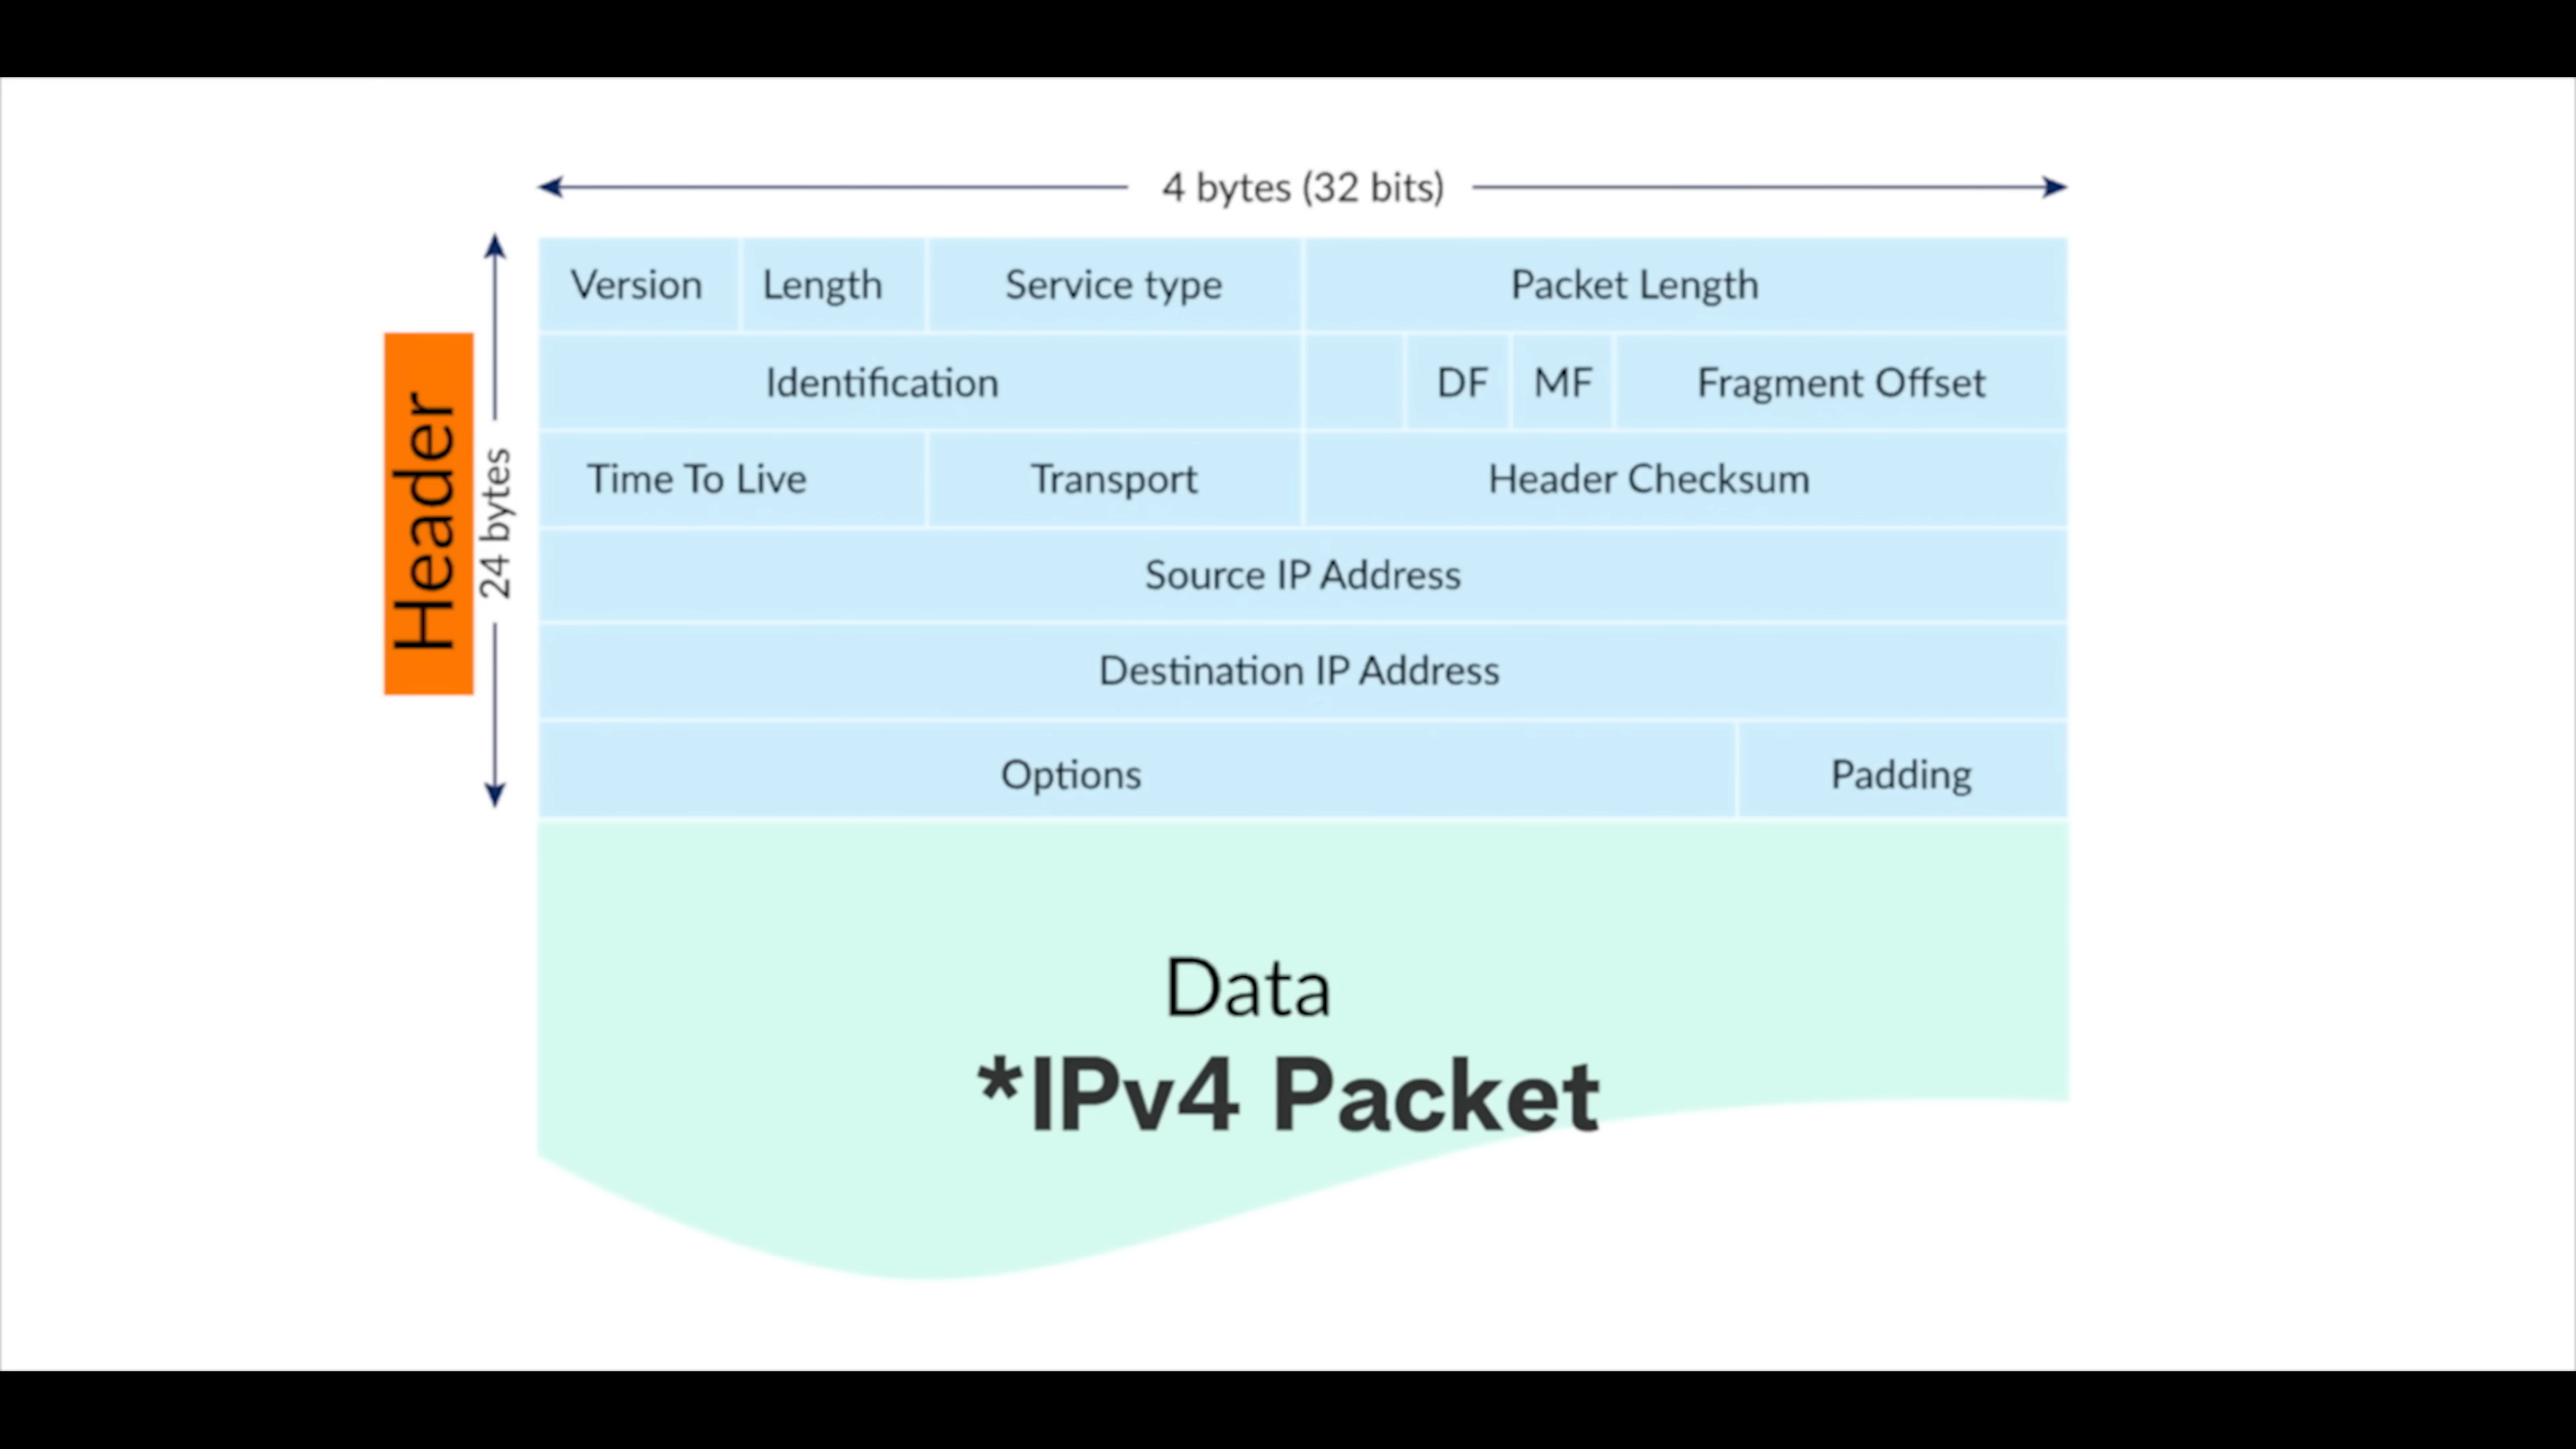 4 bytes (32 bits)
Header
24 bytes
Version Length Service type Packet Length
Identification DF MF Fragment Offset
Time To Live Transport Header Checksum
Source IP Address
Destination IP Address
Options Padding
Data
*IPv4 Packet